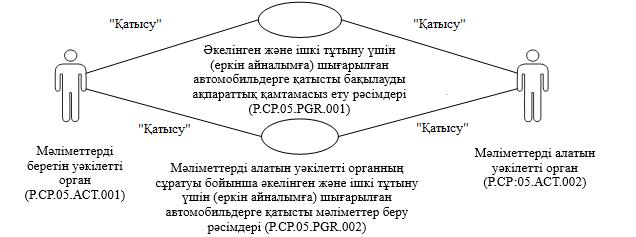 "Қатысу"
"Қатысу"
Әкелінген және ішкі тұтыну үшін
(еркін айналымға) шығарылған
автомобильдерге қатысты бақылауды
ақпараттық қамтамасыз ету рәсімдері
(P.CP.05.PGR.001)
"Қатысу"
"Қатысу"
Мәліметтерді
беретін уәкілетті
орган
(P.CP.05.ACT.001)
Мәліметтерді алатын уәкілетті органның
сұратуы бойынша әкелінген және ішкі тұтыну
үшін (еркін айналымға) шығарылған
автомобильдерге қатысты мәліметтер беру
рәсімдері (P.CP.05.PGR.002)
Мәліметтерді алатын
уәкілетті орган
(P.CP:05.ACT.002)